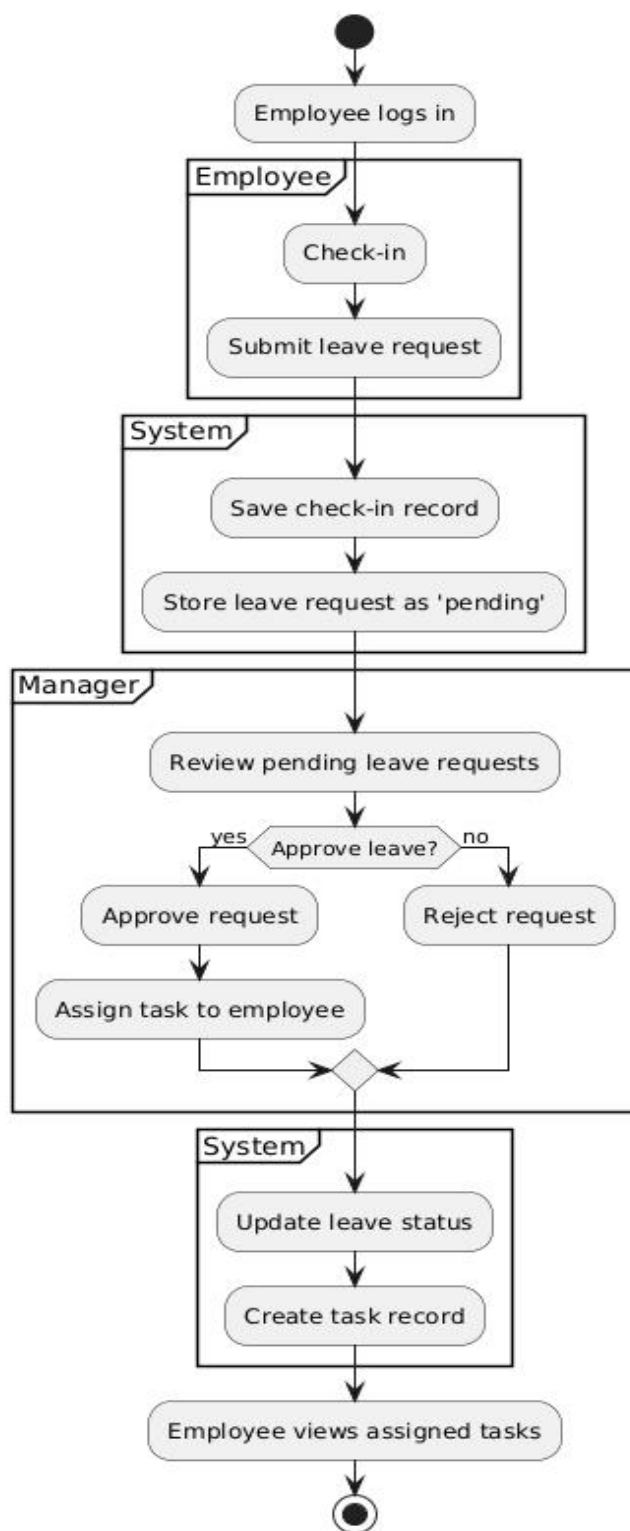 Employee logs in
Employee
Check-in
Submit leave request
System
Save check-in record
Store leave request as 'pending'
Manager
Review pending leave requests
yes
Approve leave?
no
Approve request
Reject request
Assign task to employee
System
Update leave status
Create task record
Employee views assigned tasks